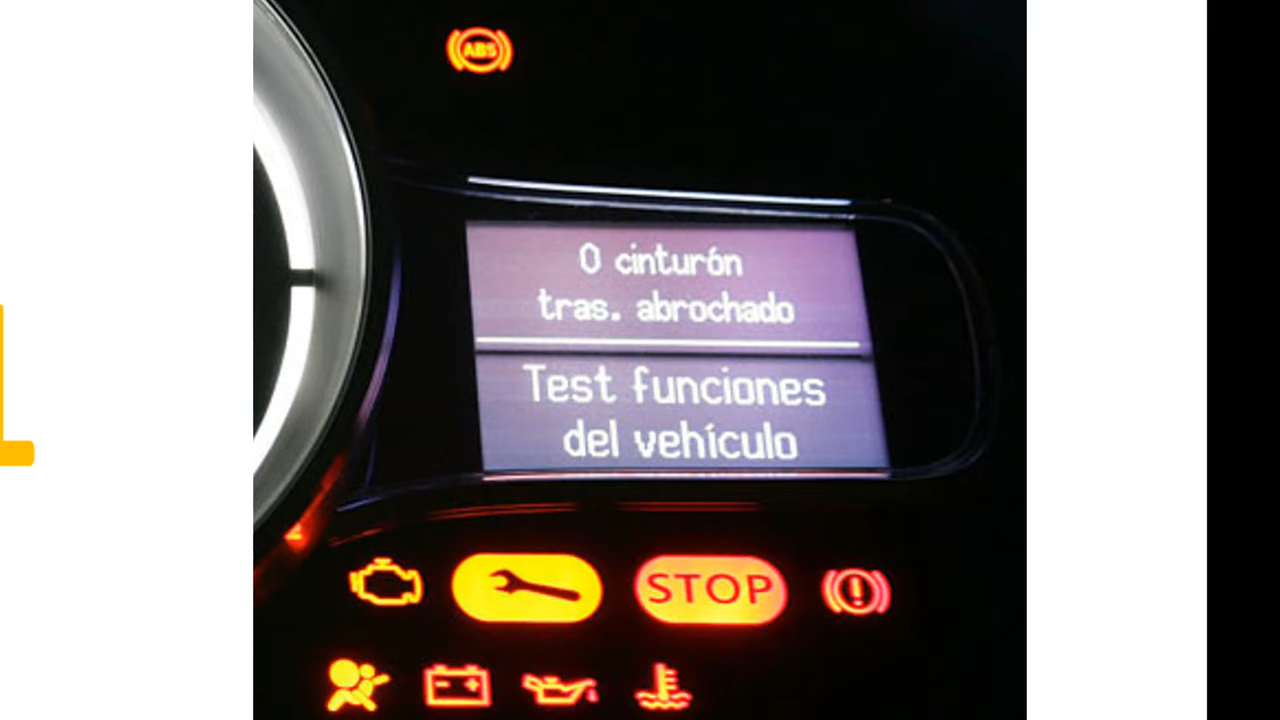 ABS
0 cinturón
tras. abrochado
Test funciones
del vehículo
STOP